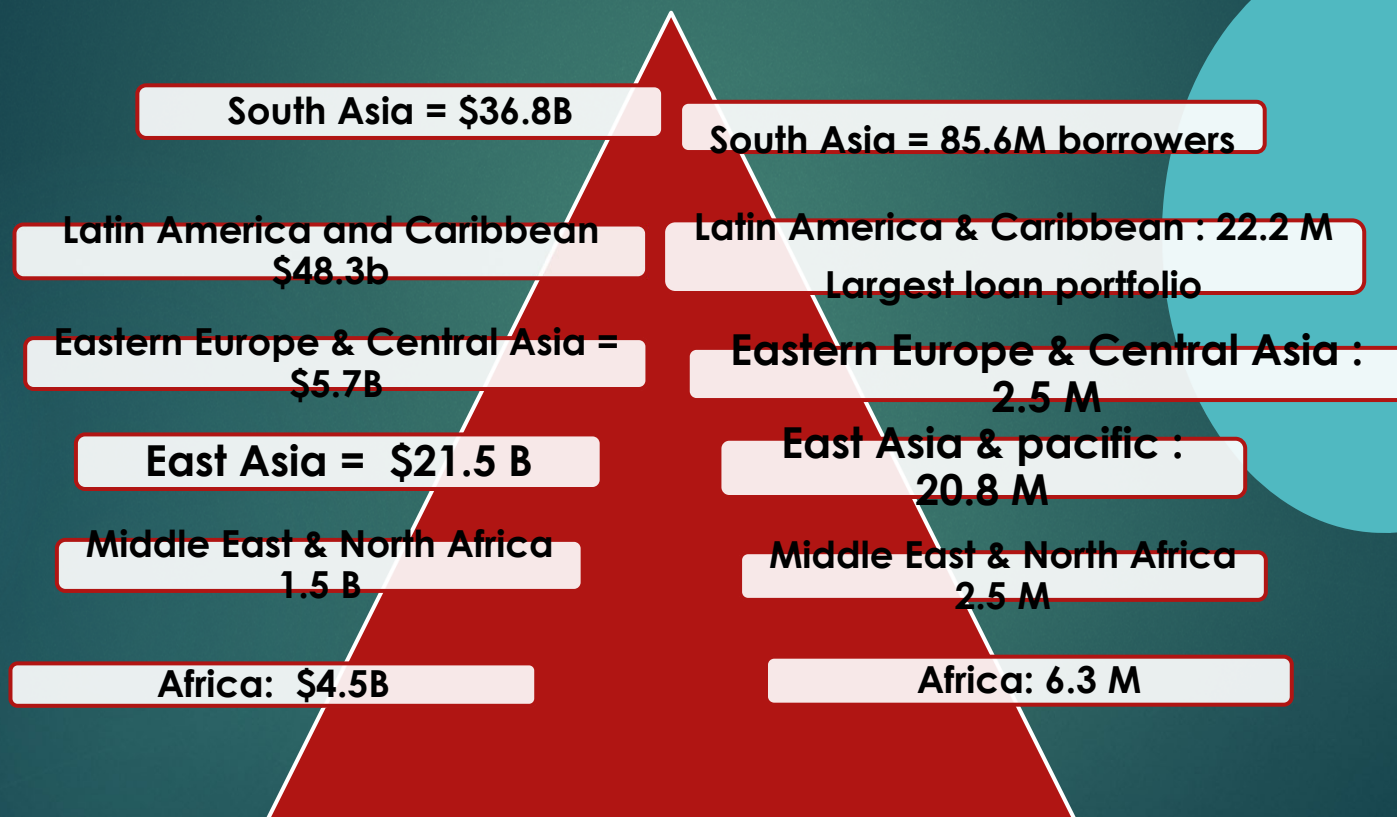 South Asia = $36.8B
South Asia = 85.6M borrowers
Latin America and Caribbean
$48.3b
Latin America & Caribbean : 22.2 M
Largest loan portfolio
Eastern Europe & Central Asia =
$5.7B
Eastern Europe & Central Asia :
2.5 M
East Asia = $21.5 B
East Asia & pacific :
20.8 M
Middle East & North Africa
1.5 B
Middle East & North Africa
2.5 M
Africa: $4.5B
Africa: 6.3 M